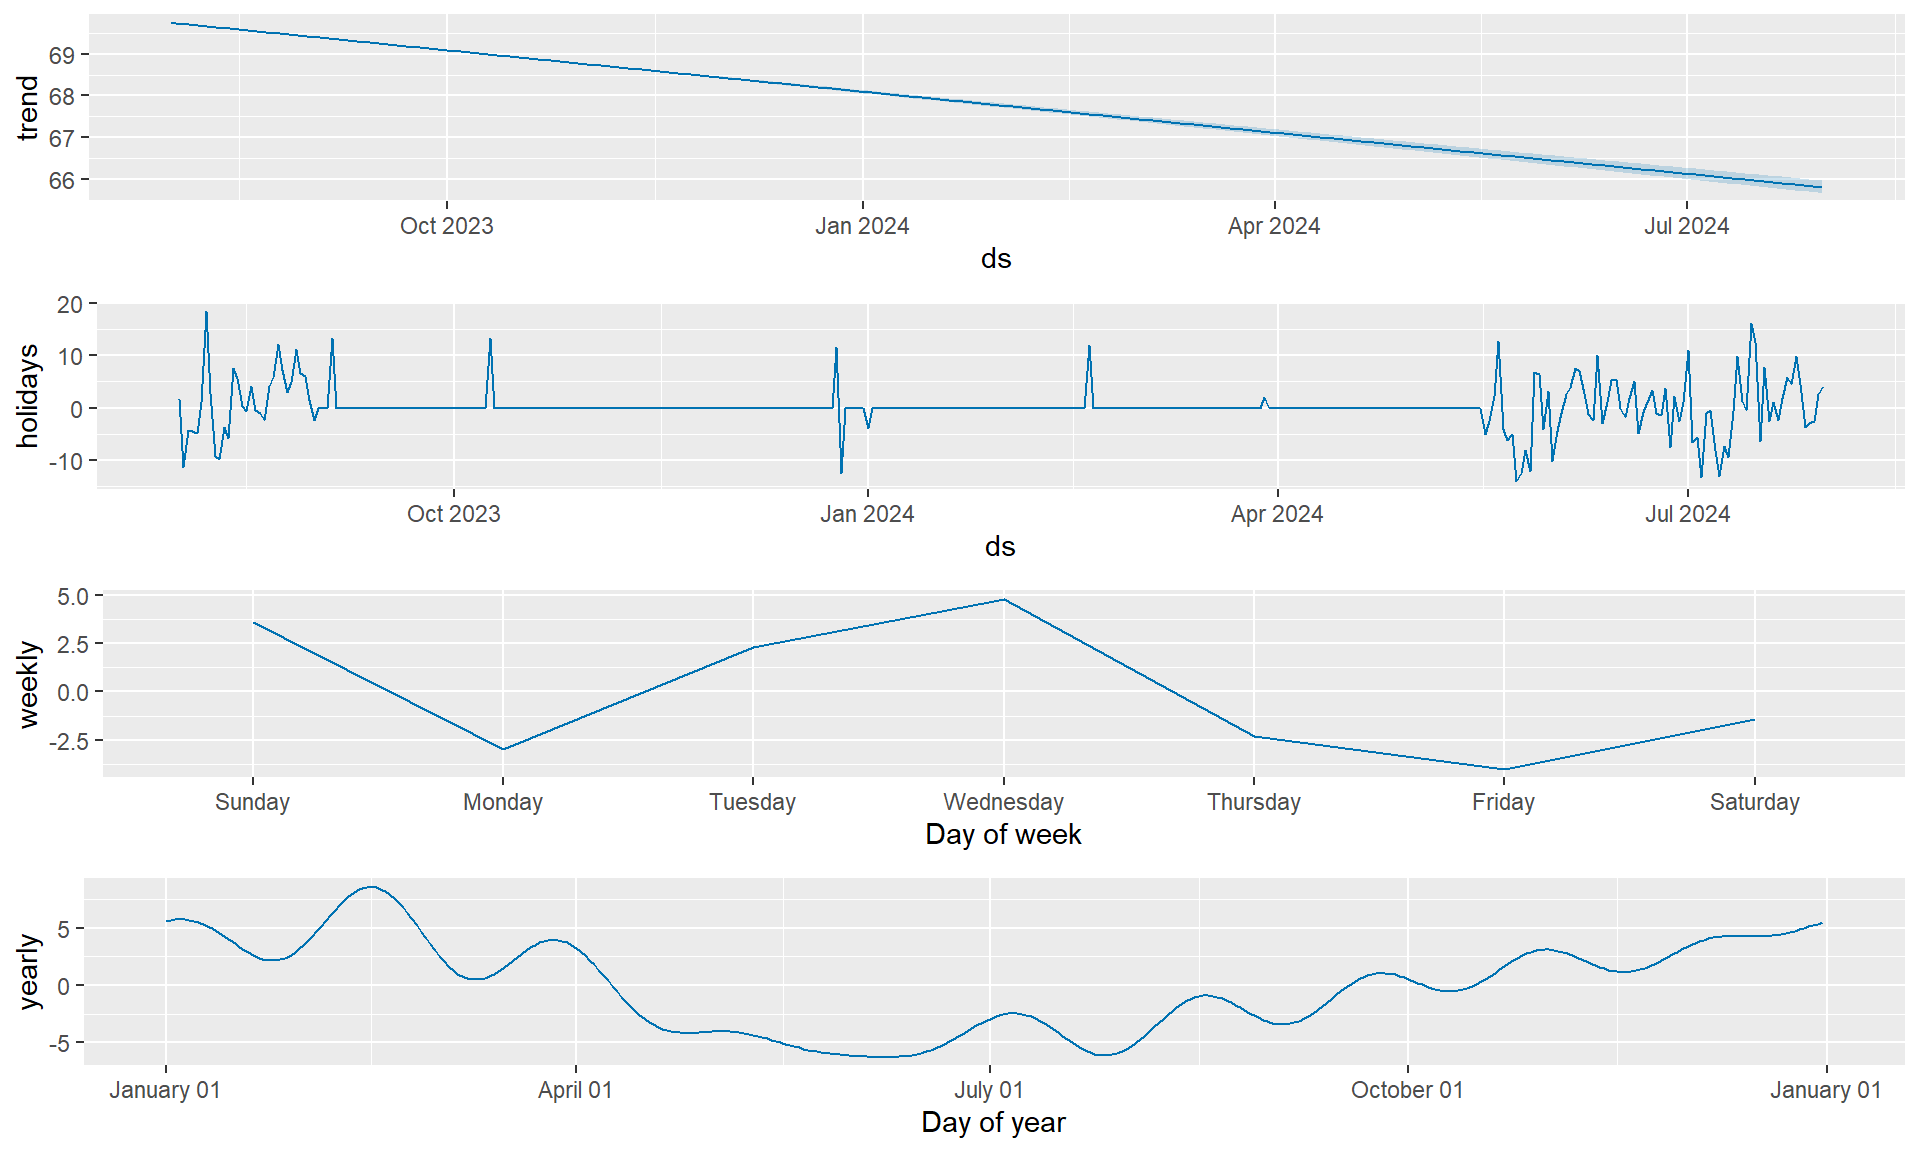 trend
69
68
67
66
Oct 2023 Jan 2024 Apr 2024 Jul 2024
ds
holidays
20
10
0
-10
Oct 2023 Jan 2024 Apr 2024 Jul 2024
ds
weekly
5.0
2.5
0.0
-2.5
Sunday Monday Tuesday Wednesday Thursday Friday Saturday
Day of week
yearly
5
0
-5
January 01 April 01 July 01 October 01 January 01
Day of year